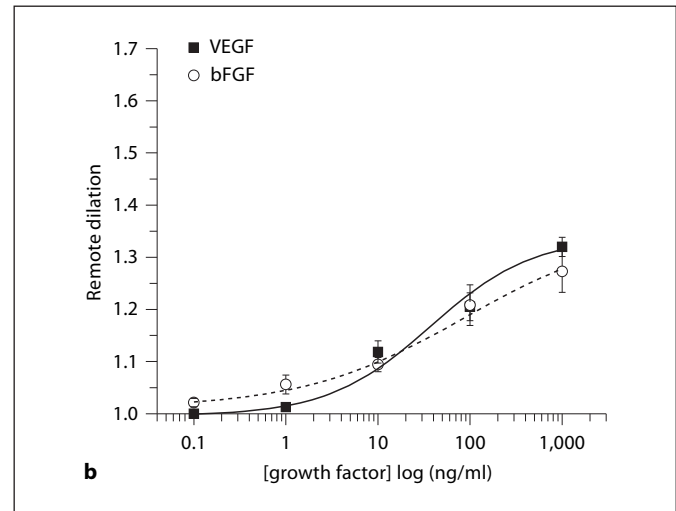 1.7
VEGF
bFGF
1.6
1.5
1.4
1.3
1.2
1.1
1.0
Remote dilation
0.1 1 10 100 1,000
b [growth factor] log (ng/ml)